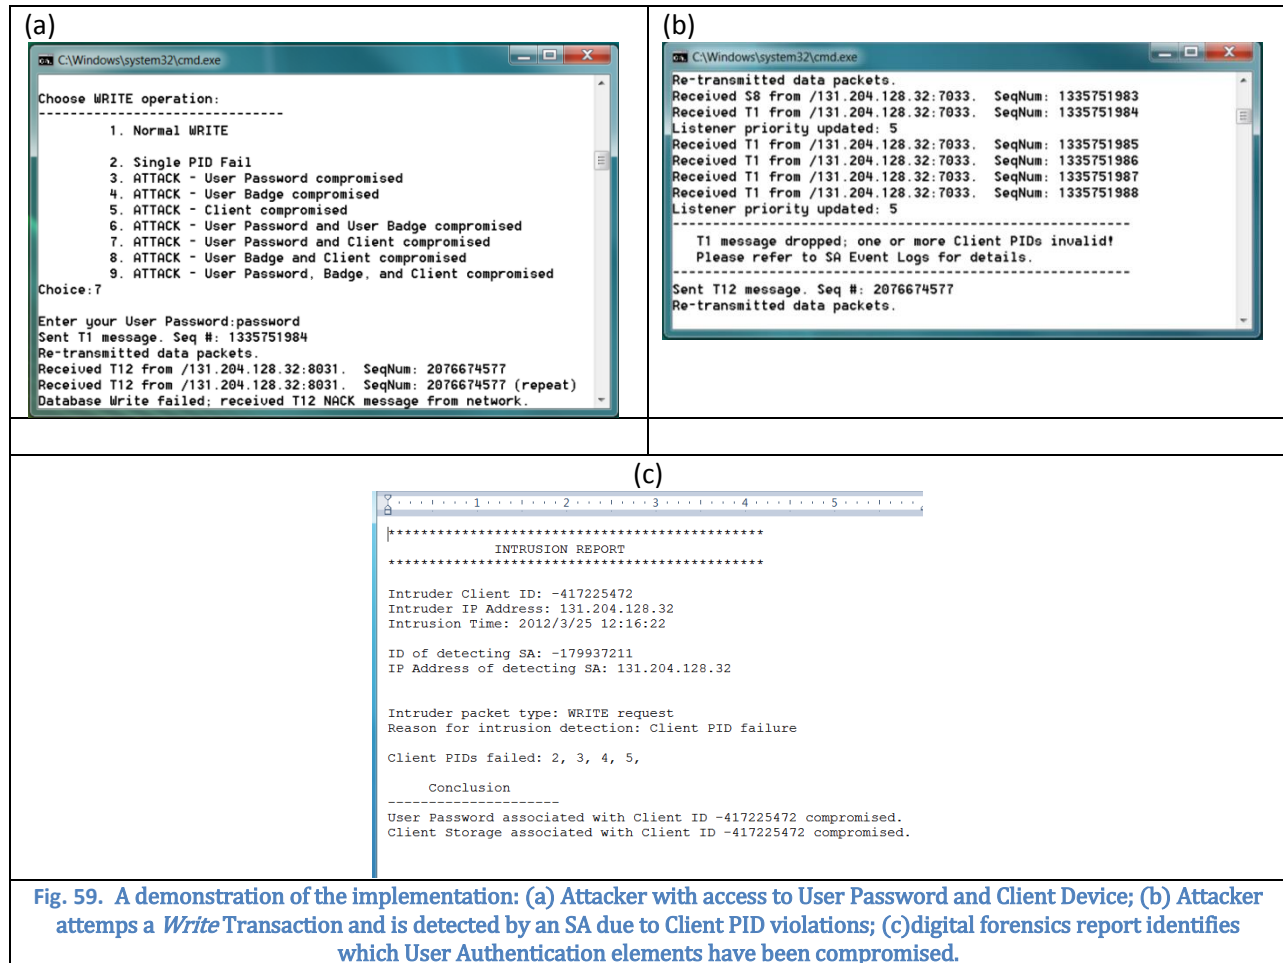 (a)
C:\Windows\system32\cmd.exe
Choose WRITE operation:
------------------------------
1. Normal WRITE
2. Single PID Fail
3. ATTACK - User Password compromised
4. ATTACK - User Badge compromised
5. ATTACK - Client compromised
6. ATTACK - User Password and User Badge compromised
7. ATTACK - User Password and Client compromised
8. ATTACK - User Badge and Client compromised
9. ATTACK - User Password, Badge, and Client compromised
Choice:7
Enter your User Password:password
Sent T1 message. Seq #: 1335751984
Re-transmitted data packets.
Received T12 from /131.204.128.32:8031. SeqNum: 2076674577
Received T12 from /131.204.128.32:8031. SeqNum: 2076674577 (repeat)
Database Write failed; received T12 NACK message from network.
(b)
C:\Windows\system32\cmd.exe
Re-transmitted data packets.
Received S8 from /131.204.128.32:7033. SeqNum: 1335751983
Received T1 from /131.204.128.32:7033. SeqNum: 1335751984
Listener priority updated: 5
Received T1 from /131.204.128.32:7033. SeqNum: 1335751985
Received T1 from /131.204.128.32:7033. SeqNum: 1335751986
Received T1 from /131.204.128.32:7033. SeqNum: 1335751987
Received T1 from /131.204.128.32:7033. SeqNum: 1335751988
Listener priority updated: 5
--------------------------------------------------------
T1 message dropped; one or more Client PIDs invalid!
Please refer to SA Event Logs for details.
--------------------------------------------------------
Sent T12 message. Seq #: 2076674577
Re-transmitted data packets.
(c)
1 2 3 4 5
**********************************************
INTRUSION REPORT
**********************************************
Intruder Client ID: -417225472
Intruder IP Address: 131.204.128.32
Intrusion Time: 2012/3/25 12:16:22
ID of detecting SA: -179937211
IP Address of detecting SA: 131.204.128.32
Intruder packet type: WRITE request
Reason for intrusion detection: Client PID failure
Client PIDs failed: 2, 3, 4, 5,
Conclusion
---------------------
User Password associated with Client ID -417225472 compromised.
Client Storage associated with Client ID -417225472 compromised.
Fig. 59. A demonstration of the implementation: (a) Attacker with access to User Password and Client Device; (b) Attacker
attemps a Write Transaction and is detected by an SA due to Client PID violations; (c)digital forensics report identifies
which User Authentication elements have been compromised.